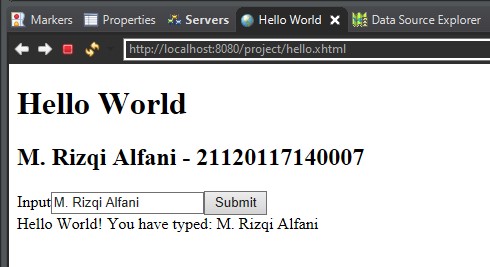 Markers Properties Servers Hello World Data Source Explorer
http://localhost:8080/project/hello.xhtml
Hello World
M. Rizqi Alfani - 21120117140007
Input M. Rizqi Alfani Submit
Hello World! You have typed: M. Rizqi Alfani